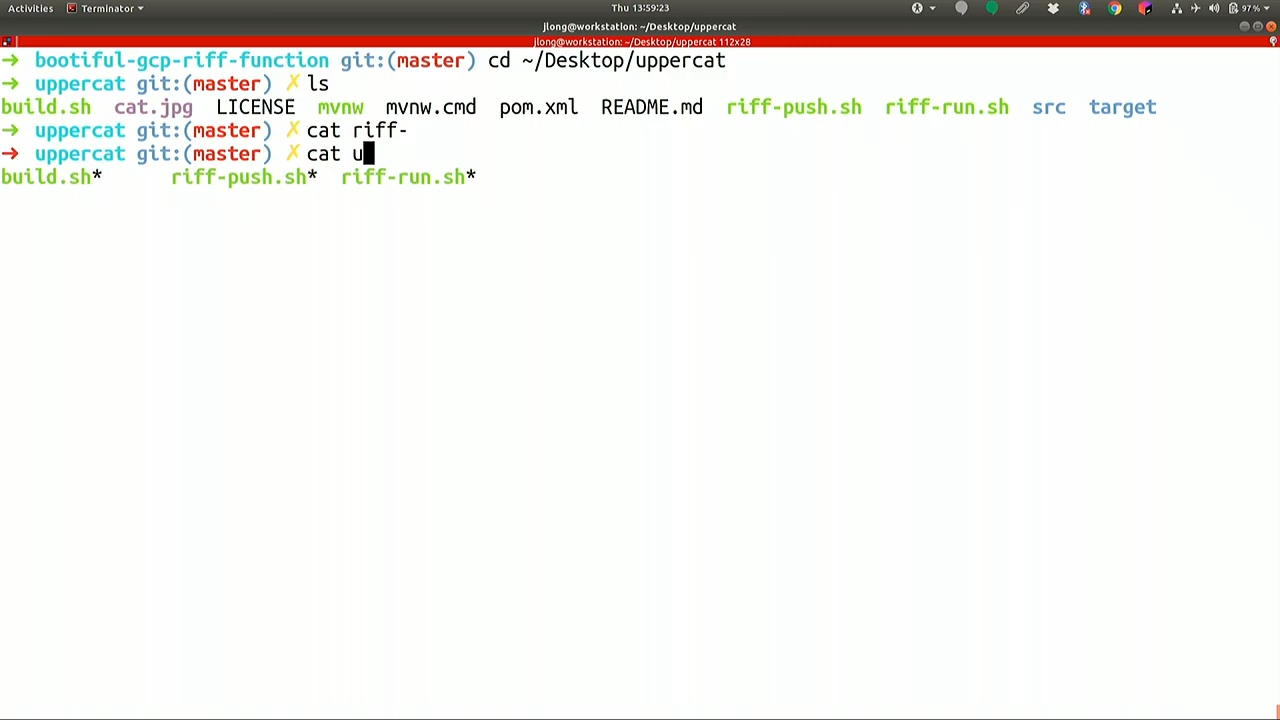 Activities Terminator Thu 13:59:23 97%
jlong@workstation: ~/Desktop/uppercat
jlong@workstation: ~/Desktop/uppercat 112x28
➜ bootiful-gcp-riff-function git:(master) cd ~/Desktop/uppercat
➜ uppercat git:(master) ✗ ls
build.sh cat.jpg LICENSE mvnw mvnw.cmd pom.xml README.md riff-push.sh riff-run.sh src target
➜ uppercat git:(master) ✗ cat riff-
➜ uppercat git:(master) ✗ cat u
build.sh* riff-push.sh* riff-run.sh*